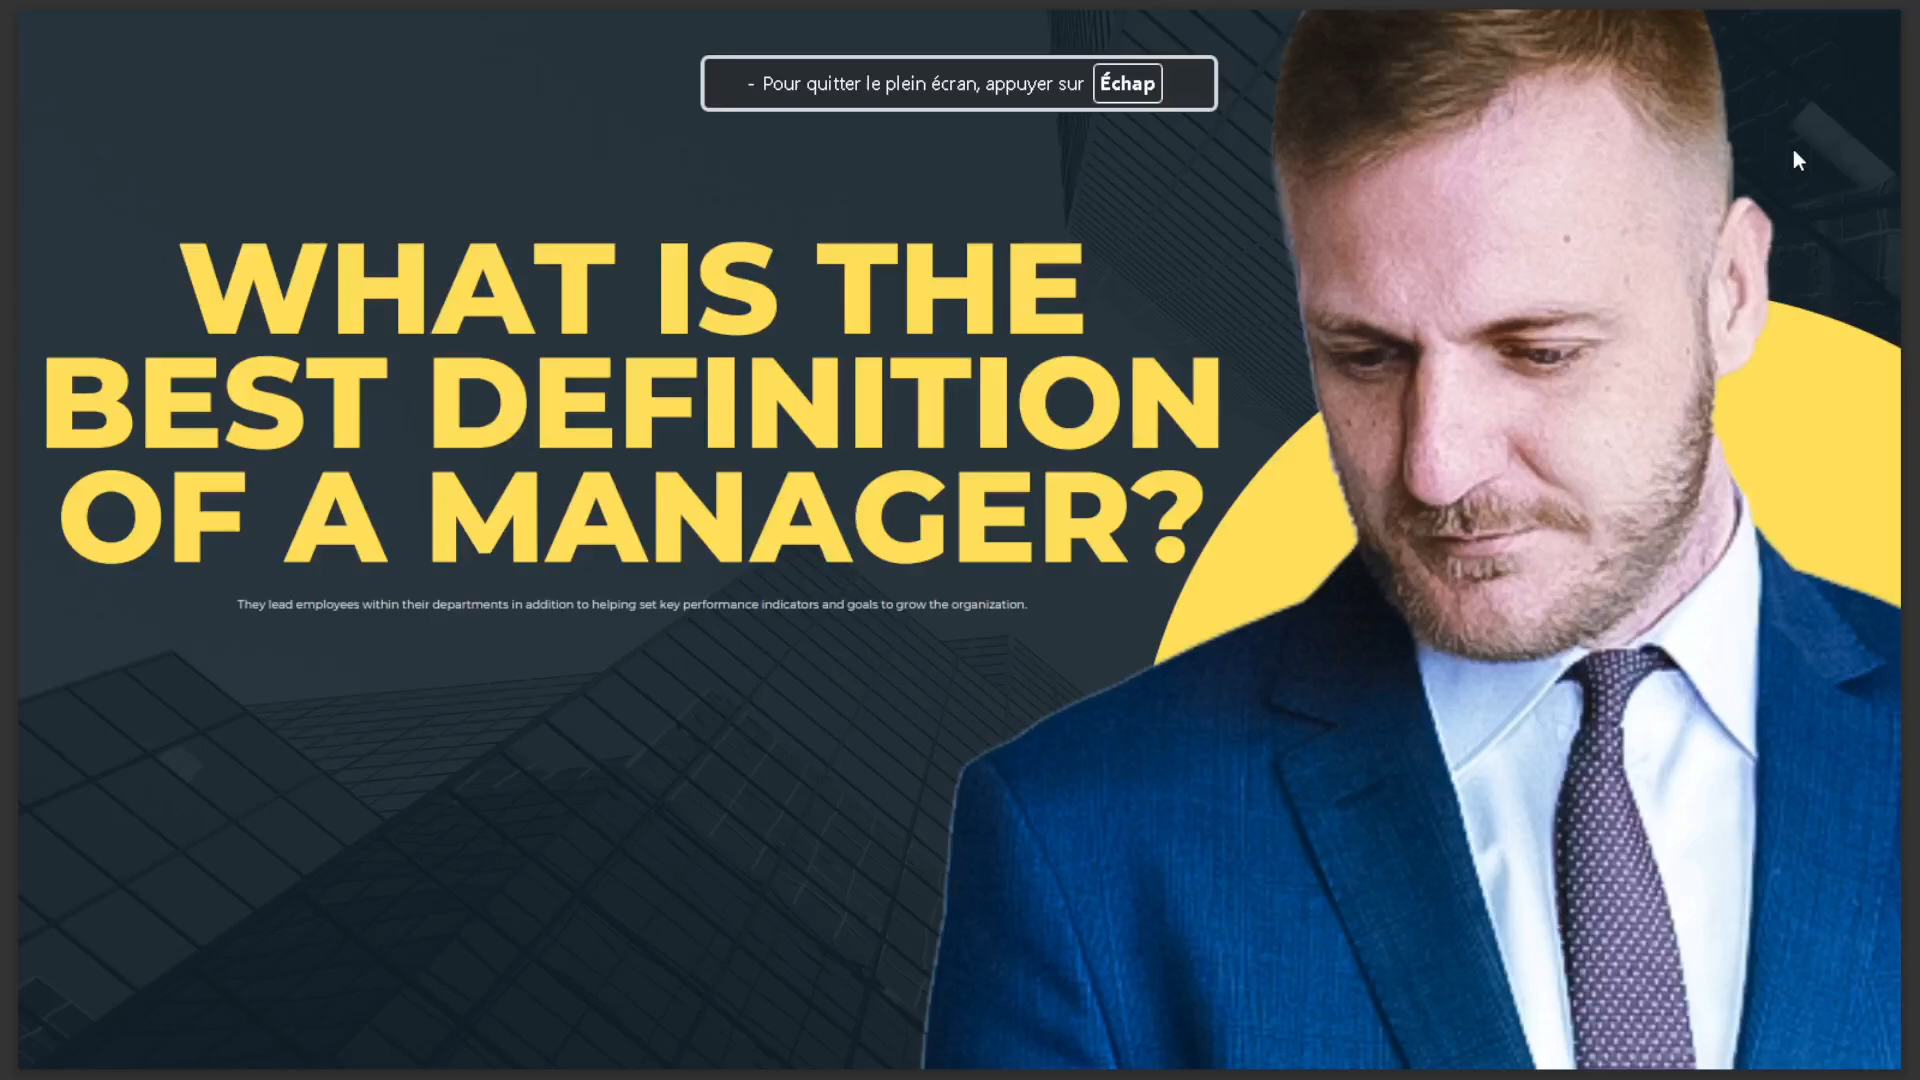 - Pour quitter le plein écran, appuyer sur Échap
WHAT IS THE
BEST DEFINITION
OF A MANAGER?
They lead employees within their departments in addition to helping set key performance indicators and goals to grow the organization.